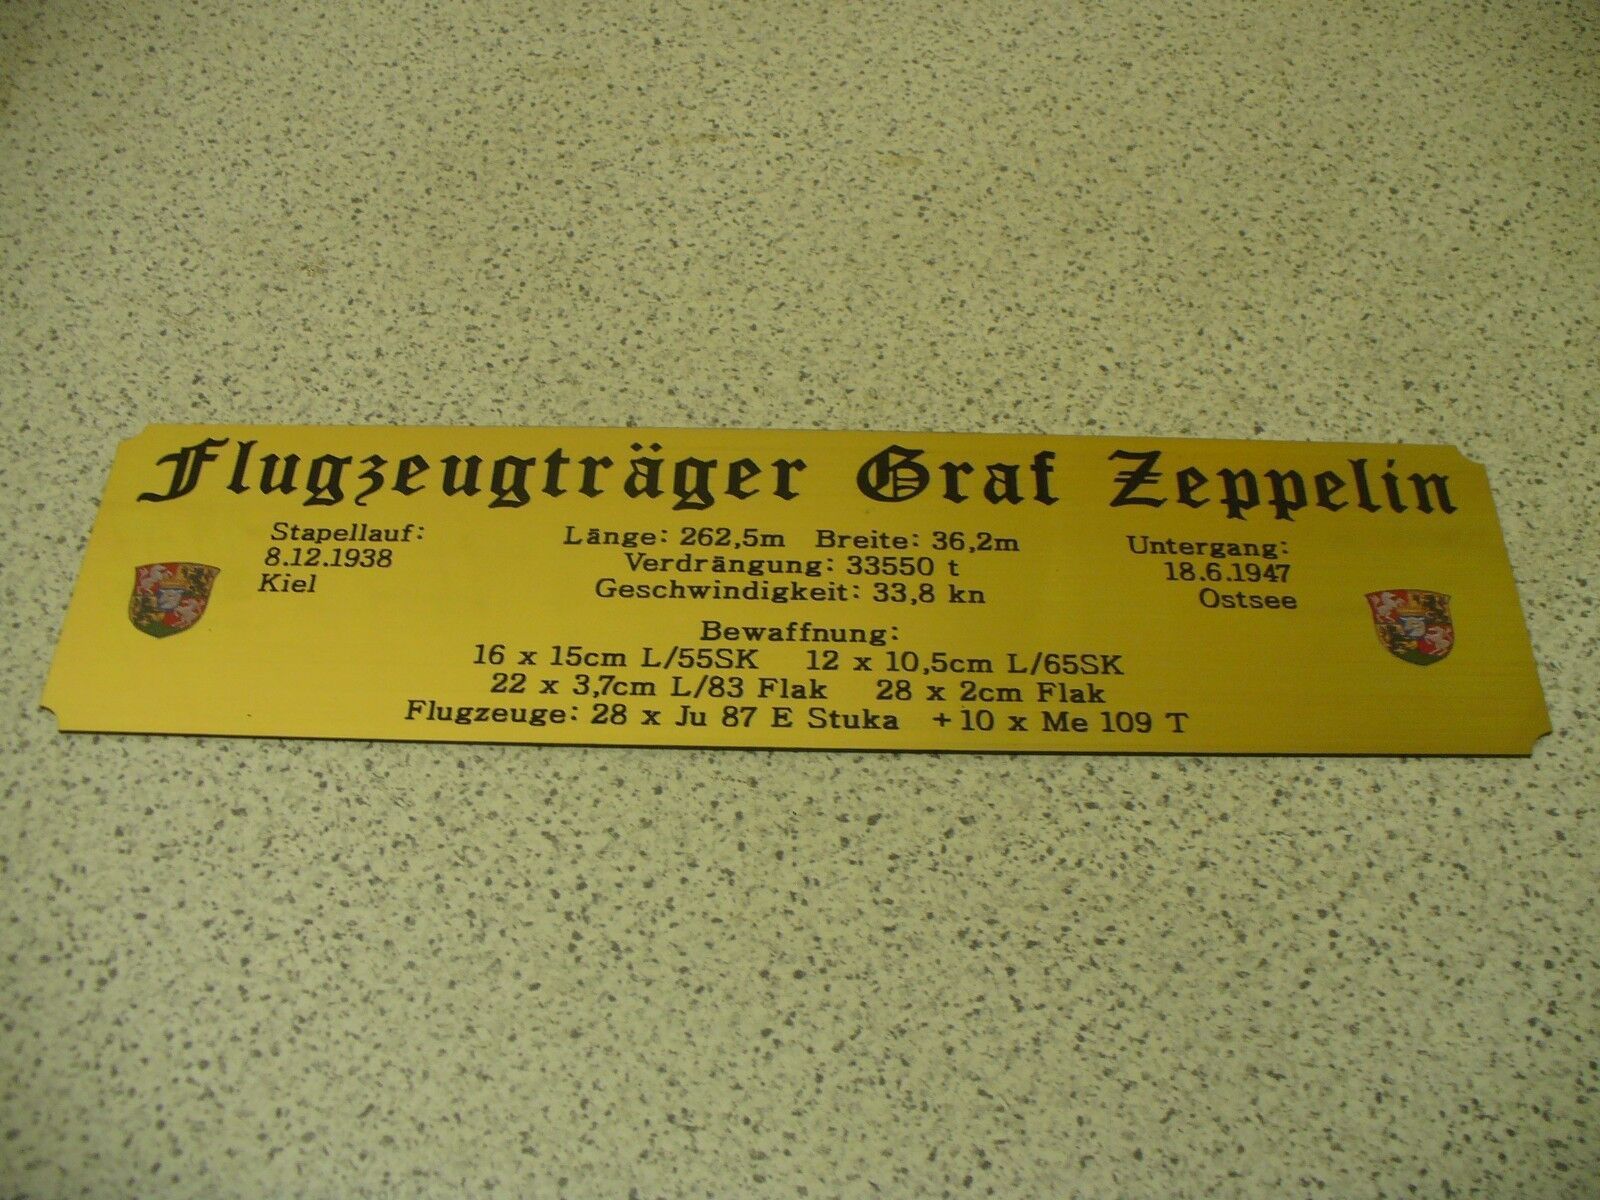 Flugzeugträger Graf Zeppelin
Stapellauf:
8.12.1938
Kiel
Länge: 262,5m Breite: 36,2m
Verdrängung: 33550 t
Geschwindigkeit: 33,8 kn
Untergang:
18.6.1947
Ostsee
Bewaffnung:
16 x 15cm L/55SK 12 x 10,5cm L/65SK
22 x 3,7cm L/83 Flak 28 x 2cm Flak
Flugzeuge: 28 x Ju 87 E Stuka + 10 x Me 109 T